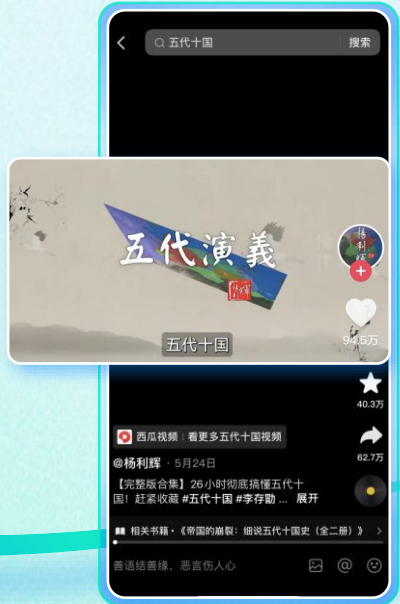 五代十国
搜索
五代演義
五代十国
94.5万
40.3万
62.7万
西瓜视频 | 看更多五代十国视频
@杨利辉 · 5月24日
【完整版合集】26小时彻底搞懂五代十
国！赶紧收藏 #五代十国 #李存勖 ... 展开
相关书籍 · 《帝国的崩裂：细说五代十国史（全二册）》
善语结善缘，恶言伤人心